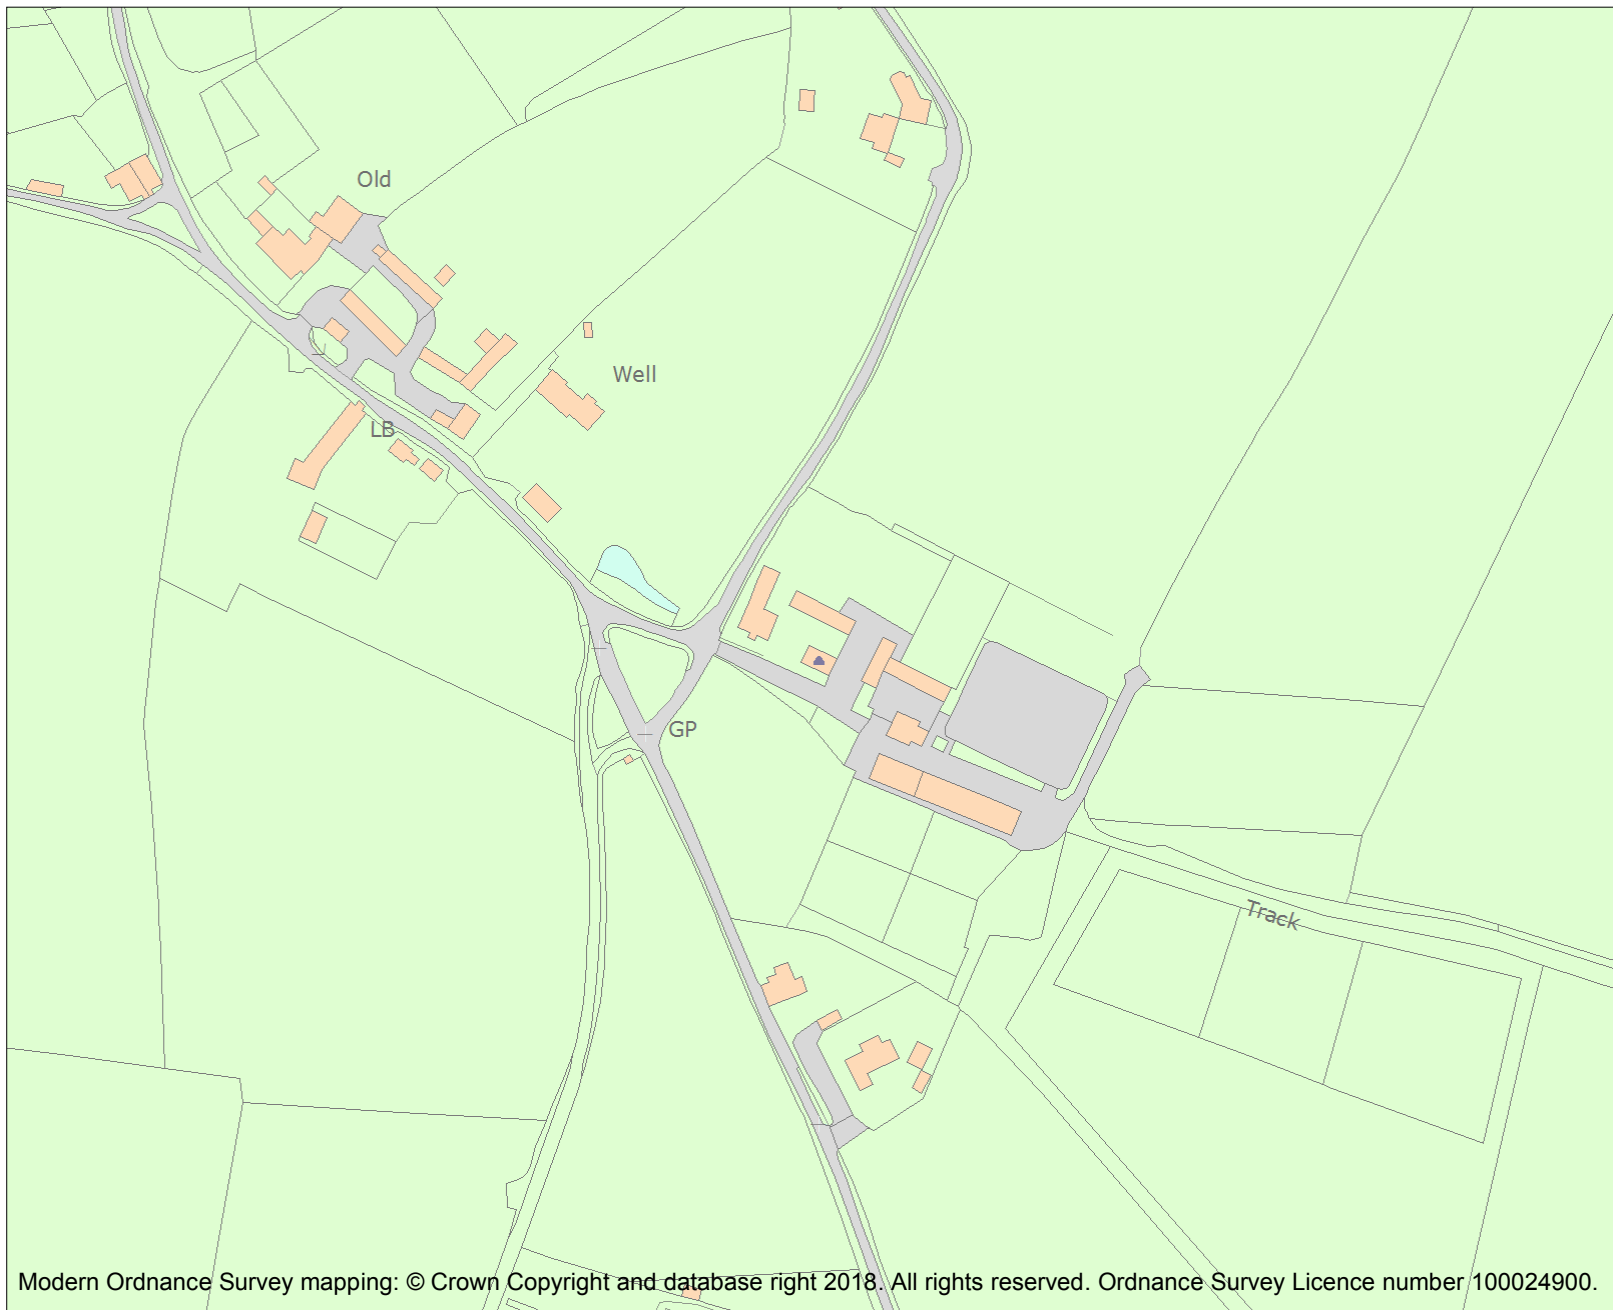 Old
Well
LB
GP
Track
Modern Ordnance Survey mapping: © Crown Copyright and database right 2018. All rights reserved. Ordnance Survey Licence number 100024900.